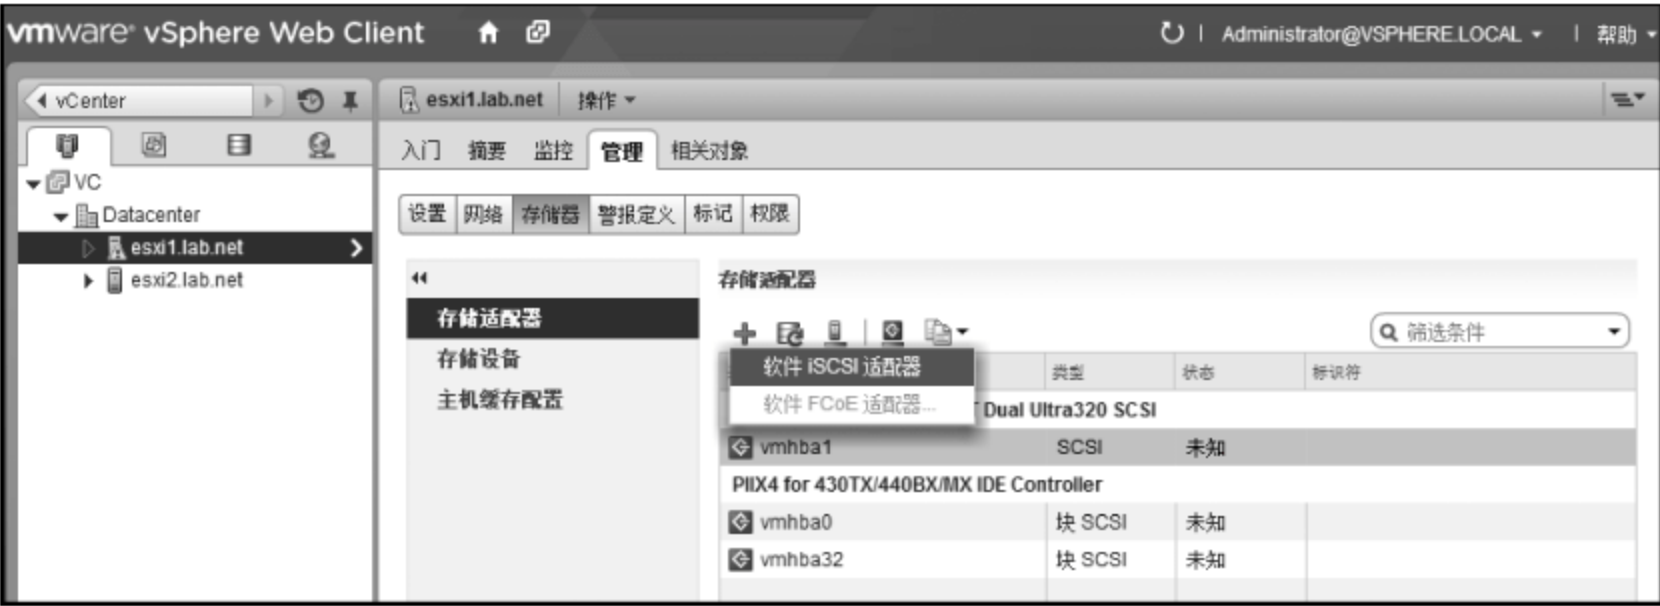 vmware® vSphere Web Client
Administrator@VSPHERE.LOCAL
帮助
vCenter
esxi1.lab.net 操作
入门 摘要 监控 管理 相关对象
VC
Datacenter
esxi1.lab.net
esxi2.lab.net
设置 网络 存储器 警报定义 标记 权限
存储适配器
存储设备
主机缓存配置
存储适配器
筛选条件
软件 iSCSI 适配器
软件 FCoE 适配器...
类型 状态 标识符
Dual Ultra320 SCSI
vmhba1 SCSI 未知
PIIX4 for 430TX/440BX/MX IDE Controller
vmhba0 块 SCSI 未知
vmhba32 块 SCSI 未知